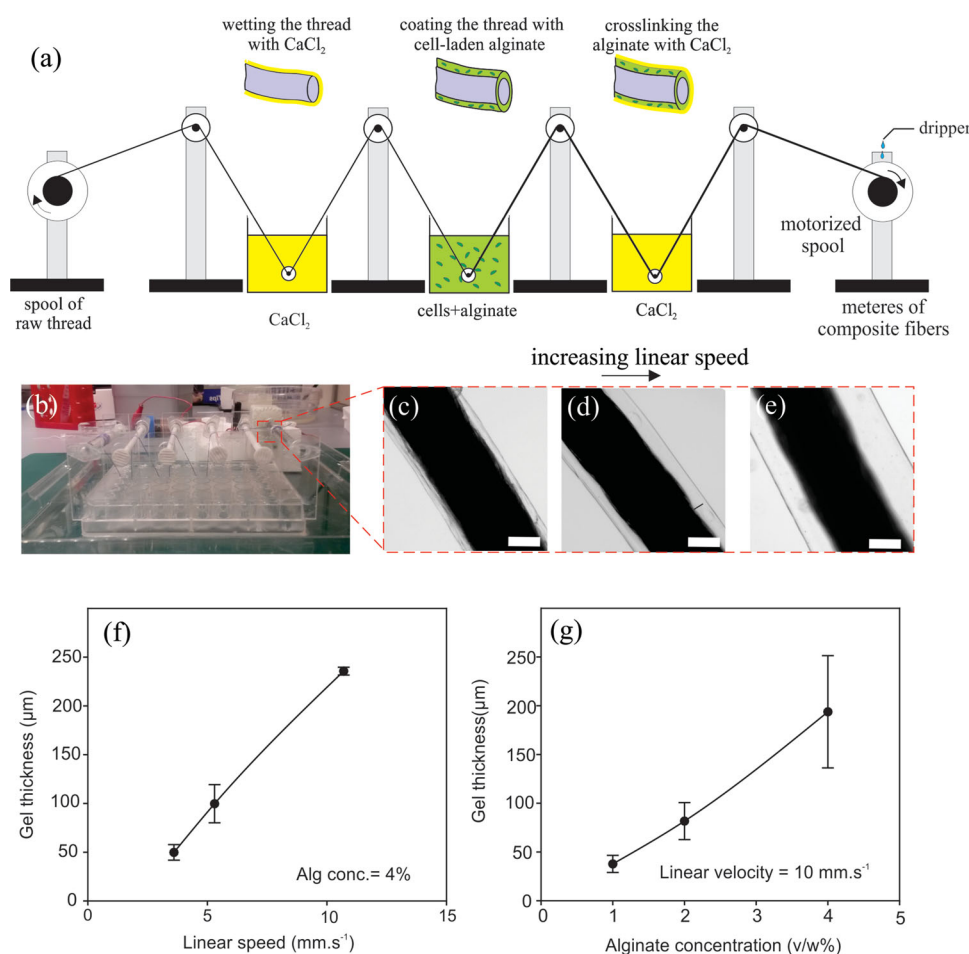 (a)
wetting the thread
with CaCl₂
coating the thread with
cell-laden alginate
crosslinking the
alginate with CaCl₂
dripper
motorized
spool
spool of
raw thread
CaCl₂
cells+alginate
CaCl₂
meteres of
composite fibers
increasing linear speed
(b)
(c)
(d)
(e)
(f)
Gel thickness (µm)
250
200
150
100
50
0
0
5
10
15
Alg conc.= 4%
Linear speed (mm.s⁻¹)
(g)
Gel thickness(µm)
250
200
150
100
50
0
0
1
2
3
4
5
Linear velocity = 10 mm.s⁻¹
Alginate concentration (v/w%)